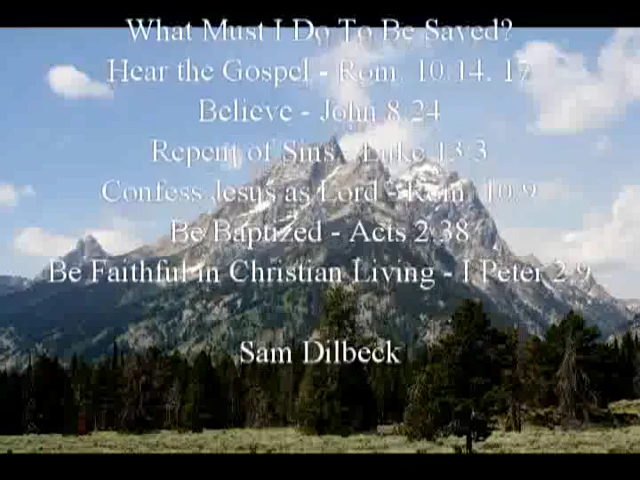 What Must I Do To Be Saved?
Hear the Gospel - Rom. 10:14, 17
Believe - John 8:24
Repent of Sins - Luke 13:3
Confess Jesus as Lord - Rom. 10:9
Be Baptized - Acts 2:38
Be Faithful in Christian Living - I Peter 2:9
Sam Dilbeck